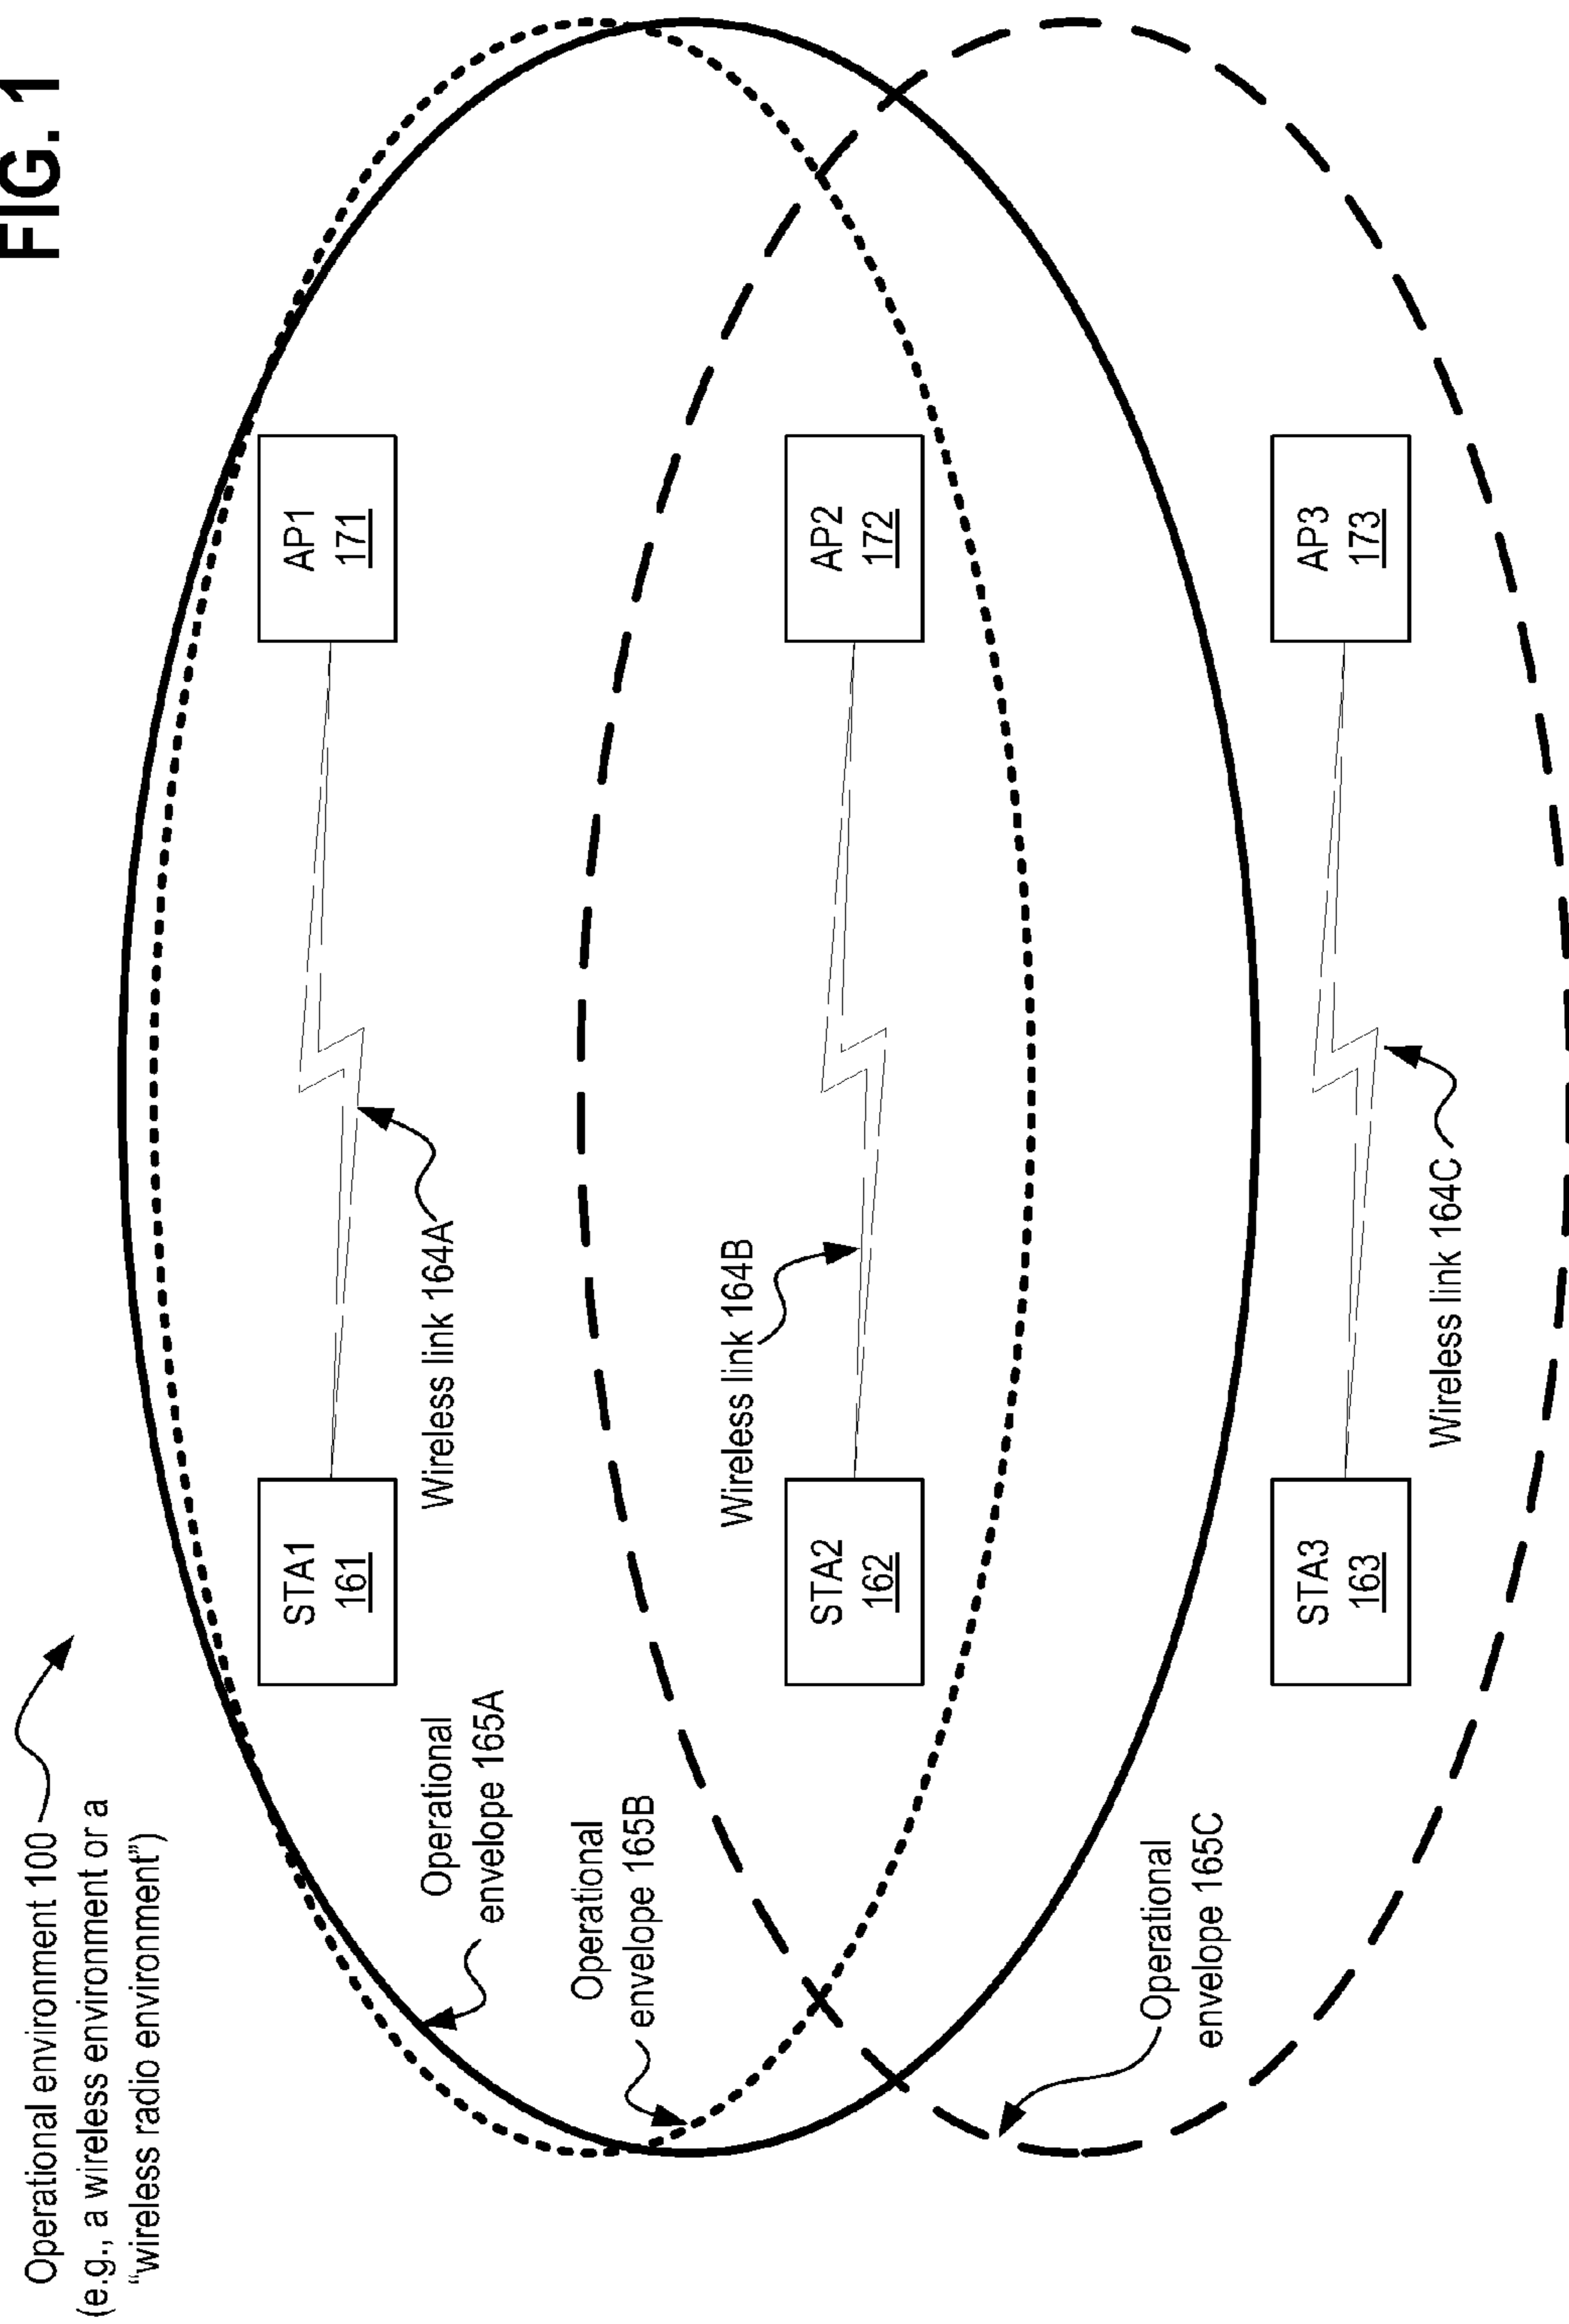 FIG. 1
Operational environment 100
(e.g., a wireless environment or a
“wireless radio environment”)
STA1
161
AP1
171
Wireless link 164A
Operational
envelope 165A
Operational
envelope 165B
Wireless link 164B
STA2
162
AP2
172
Operational
envelope 165C
STA3
163
AP3
173
Wireless link 164C